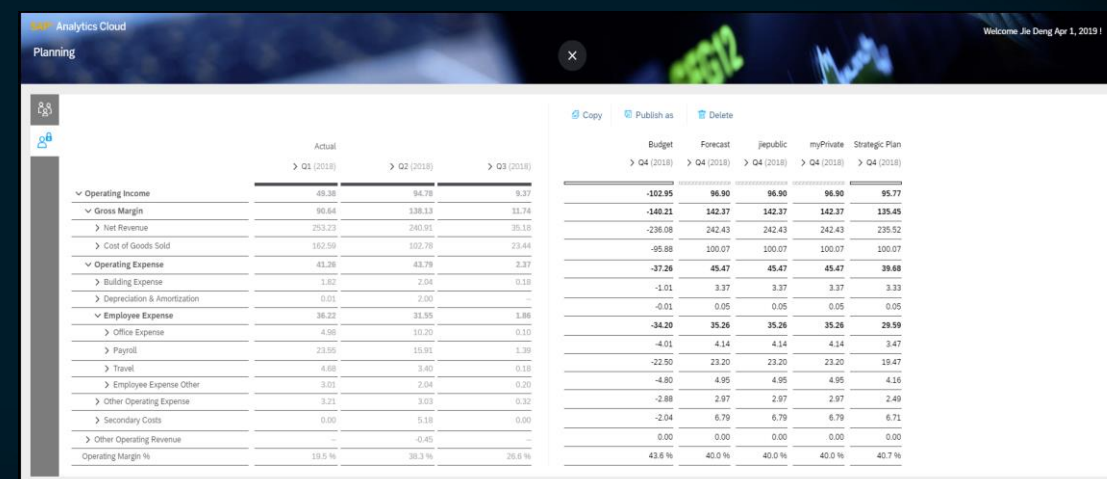 SAP Analytics Cloud
Welcome Jie Deng Apr 1, 2019 !
Planning
EG12
Copy Publish as Delete
Actual Budget Forecast jiepublic myPrivate Strategic Plan
> Q1 (2018) > Q2 (2018) > Q3 (2018) > Q4 (2018) > Q4 (2018) > Q4 (2018) > Q4 (2018) > Q4 (2018)
Operating Income 49.38 94.78 9.37 -102.95 96.90 96.90 96.90 95.77
Gross Margin 90.64 138.13 11.74 -140.21 142.37 142.37 142.37 135.45
> Net Revenue 253.23 240.91 35.18 -236.08 242.43 242.43 242.43 235.52
> Cost of Goods Sold 162.59 102.78 23.44 -95.88 100.07 100.07 100.07 100.07
Operating Expense 41.26 43.79 2.37 -37.26 45.47 45.47 45.47 39.68
> Building Expense 1.82 2.04 0.18 -1.01 3.37 3.37 3.37 3.33
> Depreciation & Amortization 0.01 2.00 – -0.01 0.05 0.05 0.05 0.05
Employee Expense 36.22 31.55 1.86 -34.20 35.26 35.26 35.26 29.59
> Office Expense 4.98 10.20 0.10 -4.01 4.14 4.14 4.14 3.47
> Payroll 23.55 15.91 1.39 -22.50 23.20 23.20 23.20 19.47
> Travel 4.68 3.40 0.18 -4.80 4.95 4.95 4.95 4.16
> Employee Expense Other 3.01 2.04 0.20 -2.88 2.97 2.97 2.97 2.49
> Other Operating Expense 3.21 3.03 0.32 -2.04 6.79 6.79 6.79 6.71
> Secondary Costs 0.00 5.18 0.00 0.00 0.00 0.00 0.00 0.00
> Other Operating Revenue – -0.45 –
Operating Margin % 19.5 % 38.3 % 26.6 % 43.6 % 40.0 % 40.0 % 40.0 % 40.7 %